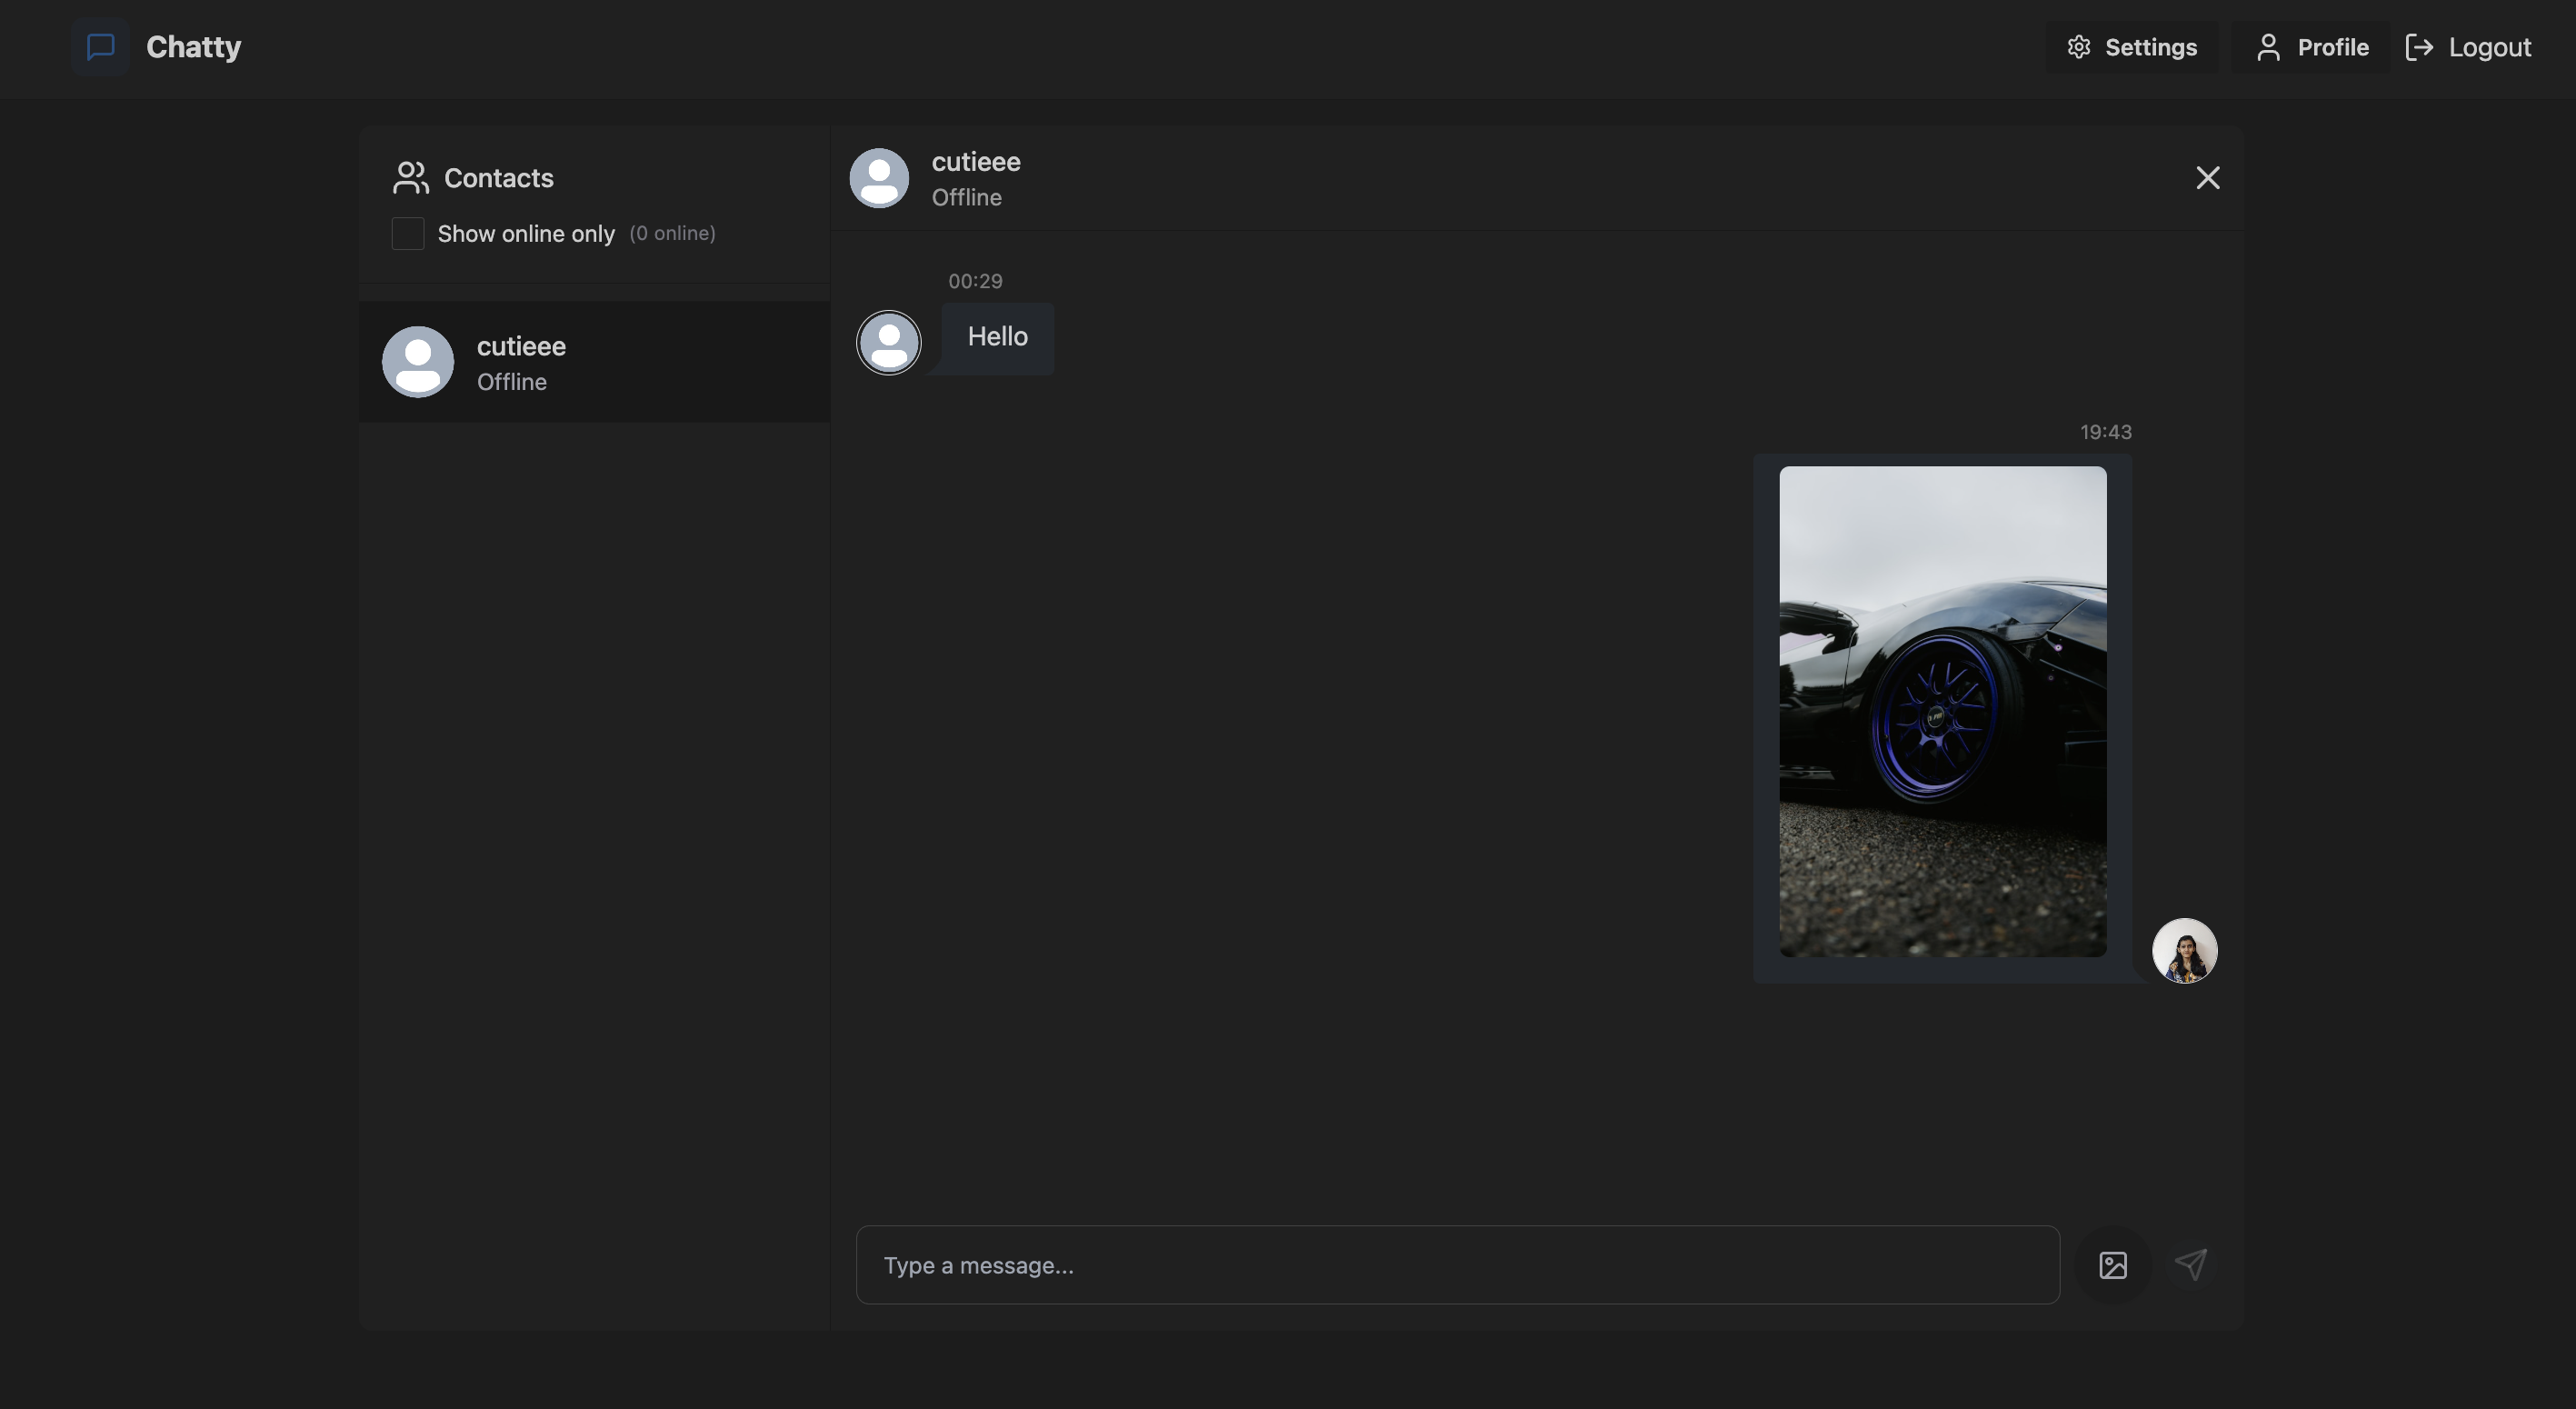 Chatty
Settings
Profile
Logout
Contacts
Show online only (0 online)
cutieee
Offline
cutieee
Offline
00:29
Hello
19:43
Type a message...